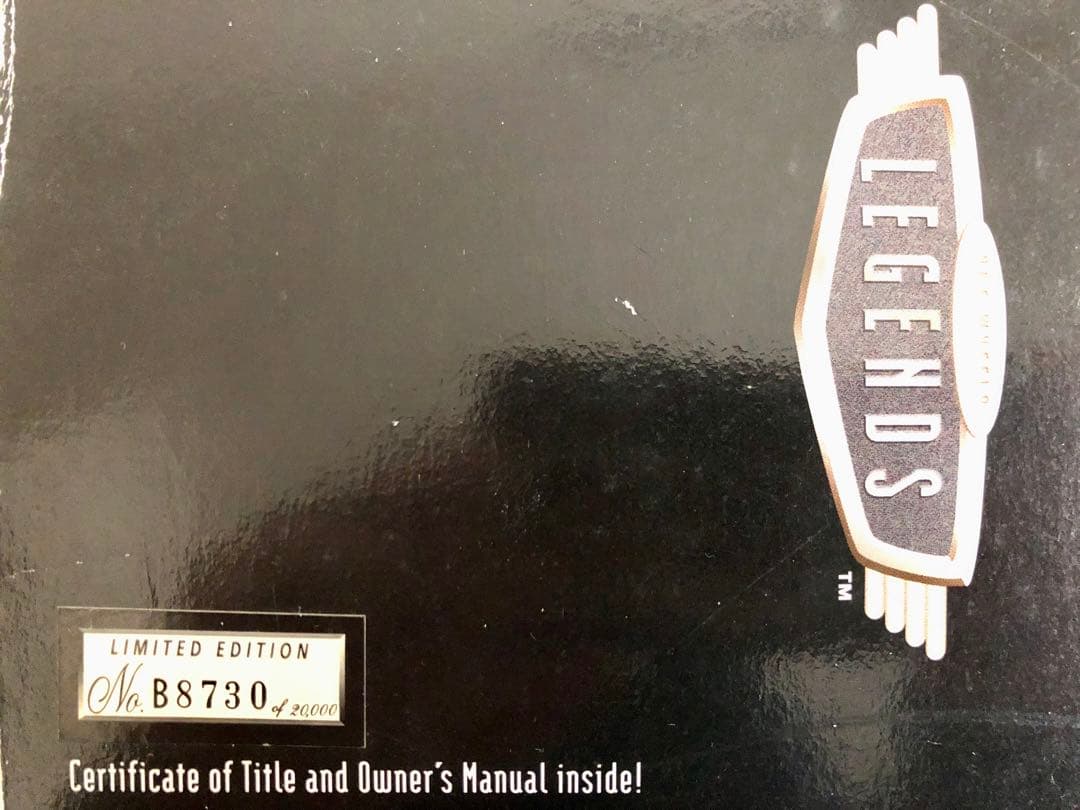 LEGENDS
TM
LIMITED EDITION
No. B8730 of 20,000
Certificate of Title and Owner's Manual inside!